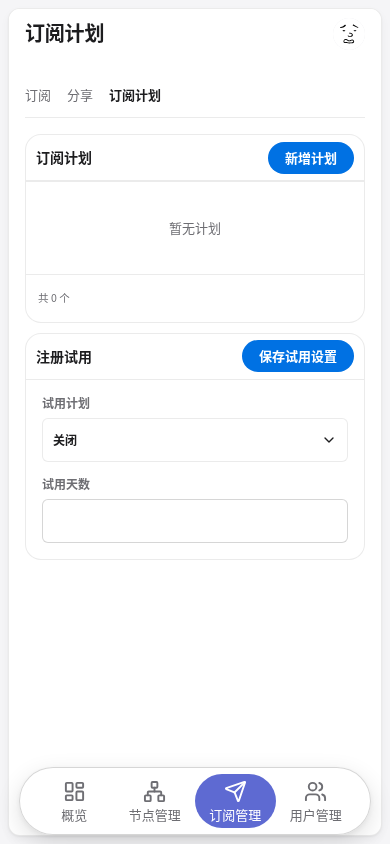 订阅计划
订阅 分享 订阅计划
订阅计划 新增计划
暂无计划
共 0 个
注册试用 保存试用设置
试用计划
关闭
试用天数
概览 节点管理 订阅管理 用户管理